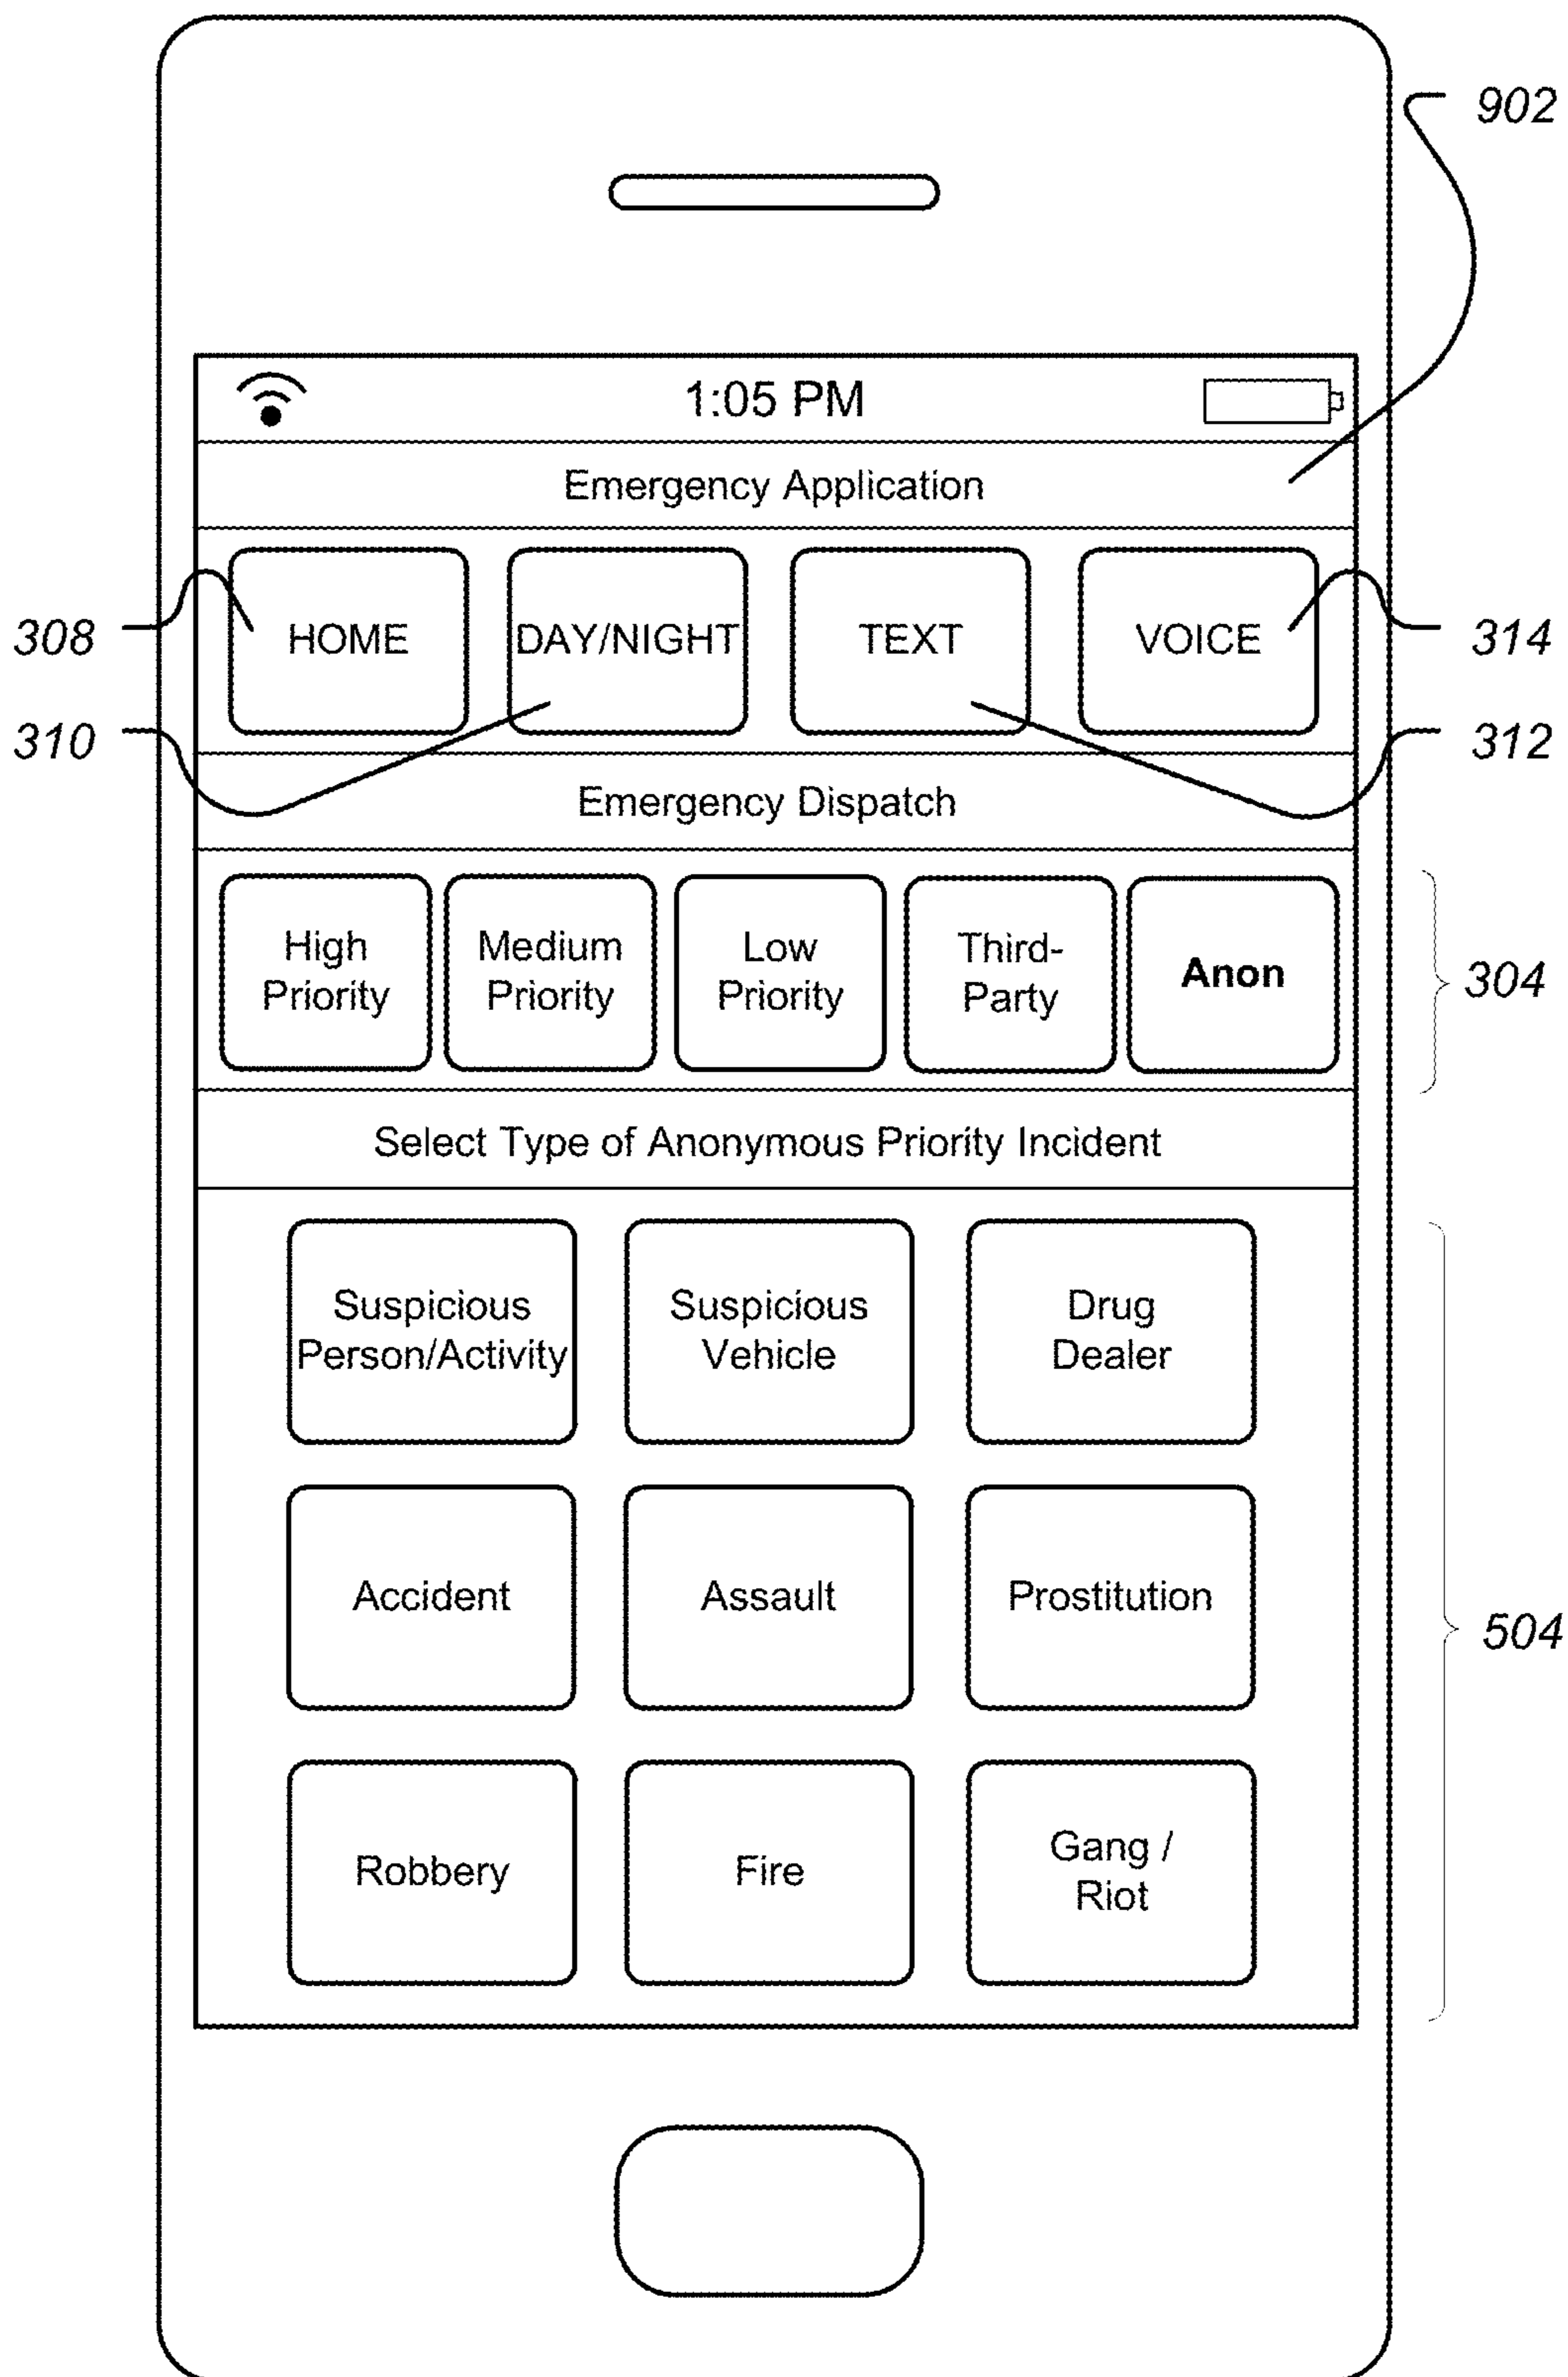 902
1:05 PM
Emergency Application
308
HOME
DAY/NIGHT
TEXT
VOICE
314
310
312
Emergency Dispatch
High
Priority
Medium
Priority
Low
Priority
Third-
Party
Anon
304
Select Type of Anonymous Priority Incident
Suspicious
Person/Activity
Suspicious
Vehicle
Drug
Dealer
Accident
Assault
Prostitution
504
Robbery
Fire
Gang /
Riot